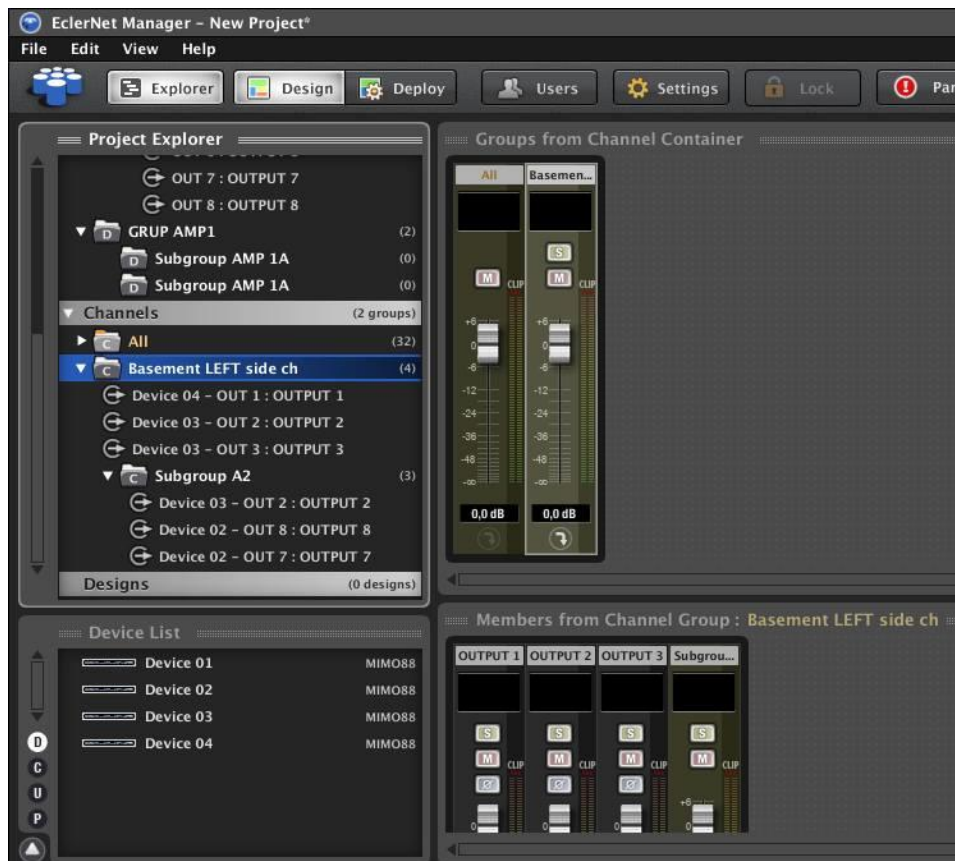 EclerNet Manager – New Project*
File Edit View Help
Explorer Design Deploy Users Settings Lock Pan
Project Explorer
OUT 7 : OUTPUT 7
OUT 8 : OUTPUT 8
D GRUP AMP1 (2)
D Subgroup AMP 1A (0)
D Subgroup AMP 1A (0)
Channels (2 groups)
C All (32)
C Basement LEFT side ch (4)
Device 04 – OUT 1 : OUTPUT 1
Device 03 – OUT 2 : OUTPUT 2
Device 03 – OUT 3 : OUTPUT 3
C Subgroup A2 (3)
Device 03 – OUT 2 : OUTPUT 2
Device 02 – OUT 8 : OUTPUT 8
Device 02 – OUT 7 : OUTPUT 7
Designs (0 designs)
Device List
Device 01 MIMO88
Device 02 MIMO88
Device 03 MIMO88
Device 04 MIMO88
D
C
U
P
Groups from Channel Container
All Basemen...
S
M CLIP M CLIP
+6 +6
0 0
-6 -6
-12 -12
-24 -24
-36 -36
-48 -48
-∞ -∞
0,0 dB 0,0 dB
Members from Channel Group : Basement LEFT side ch
OUTPUT 1 OUTPUT 2 OUTPUT 3 Subgrou...
S S S S
M CLIP M CLIP M CLIP M CLIP
Ø Ø Ø
+6
0 0 0 0